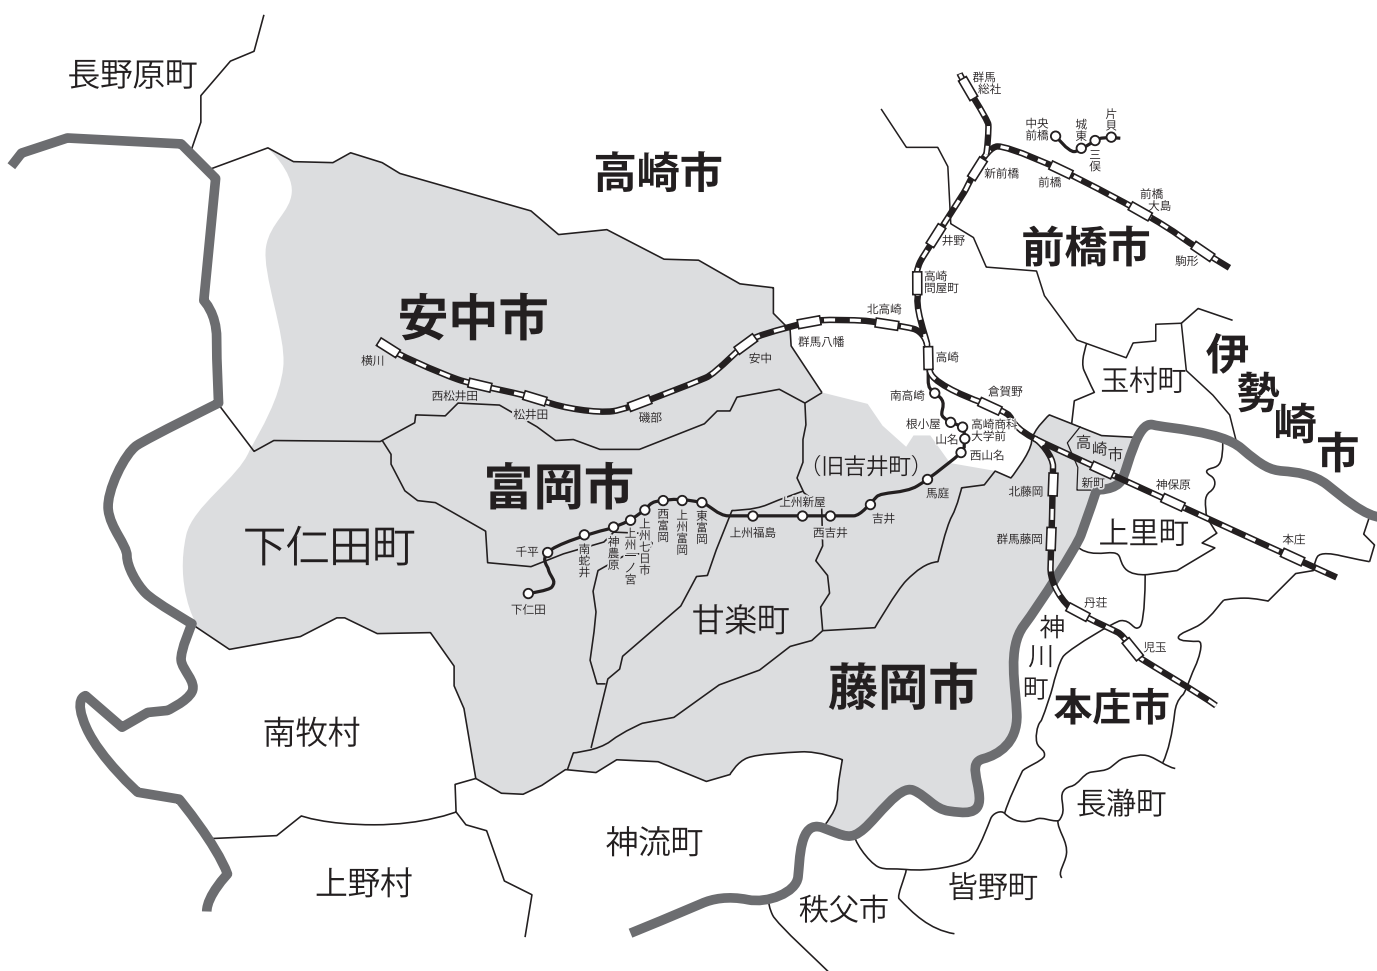 長野原町
群馬
総社
中央
前橋
城東
片貝
三俣
高崎市
新前橋
前橋
前橋
大島
井野
前橋市
駒形
高崎
問屋町
安中市
北高崎
群馬八幡
横川
安中
高崎
伊勢崎市
玉村町
西松井田
松井田
磯部
南高崎
倉賀野
根小屋
高崎商科
大学前
山名
西山名
高崎市
(旧吉井町)
富岡市
新町
神保原
馬庭
北藤岡
上州新屋
吉井
西富岡
上州富岡
東富岡
上州福島
西吉井
上里町
本庄
群馬藤岡
下仁田町
千平
南蛇井
神農原
上州一ノ宮
上州七日市
下仁田
甘楽町
丹荘
神川町
児玉
藤岡市
本庄市
南牧村
長瀞町
神流町
上野村
皆野町
秩父市